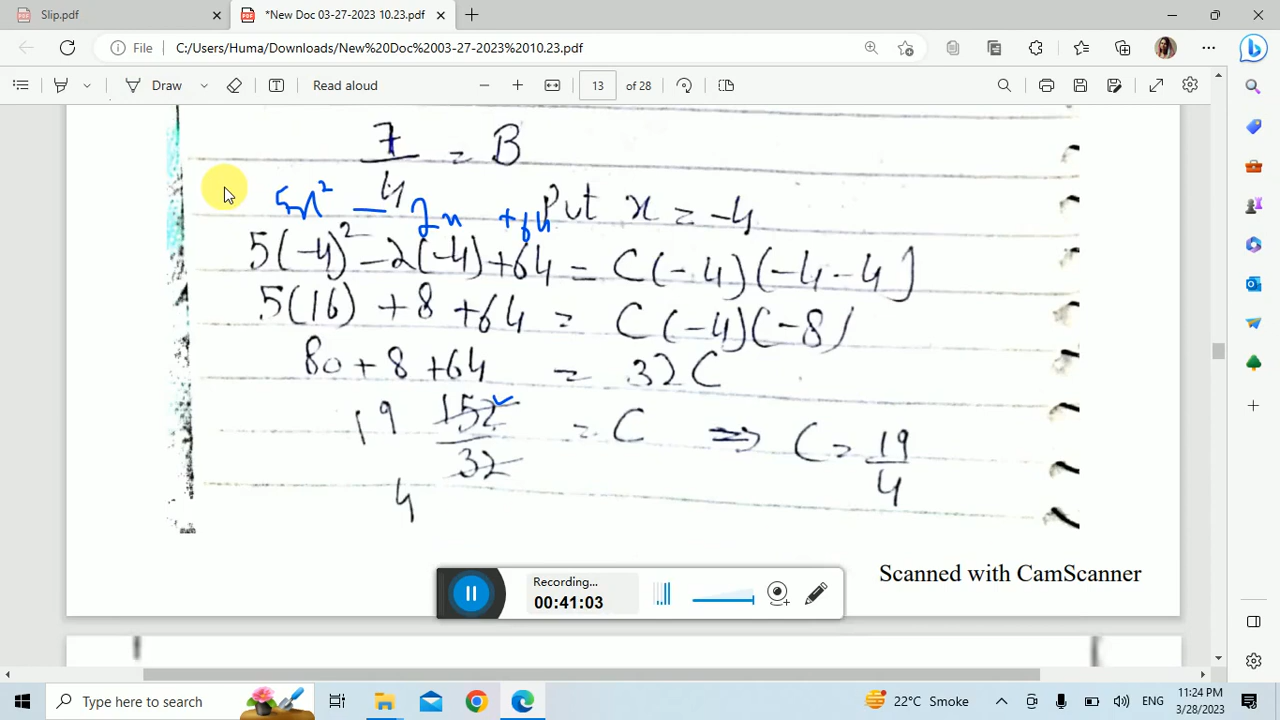 Slip.pdf
*New Doc 03-27-2023 10.23.pdf
File
C:/Users/Huma/Downloads/New%20Doc%2003-27-2023%2010.23.pdf
Draw
Read aloud
13
of 28
7/4 = B
5x² - 2x + 64
Put x = -4
5(-4)² - 2(-4) + 64 = C(-4)(-4-4)
5(16) + 8 + 64 = C(-4)(-8)
80 + 8 + 64 = 32C
19 152/32 4 = C ⇒ C = 19/4
Scanned with CamScanner
Recording...
00:41:03
Type here to search
22°C Smoke
ENG
11:24 PM
3/28/2023